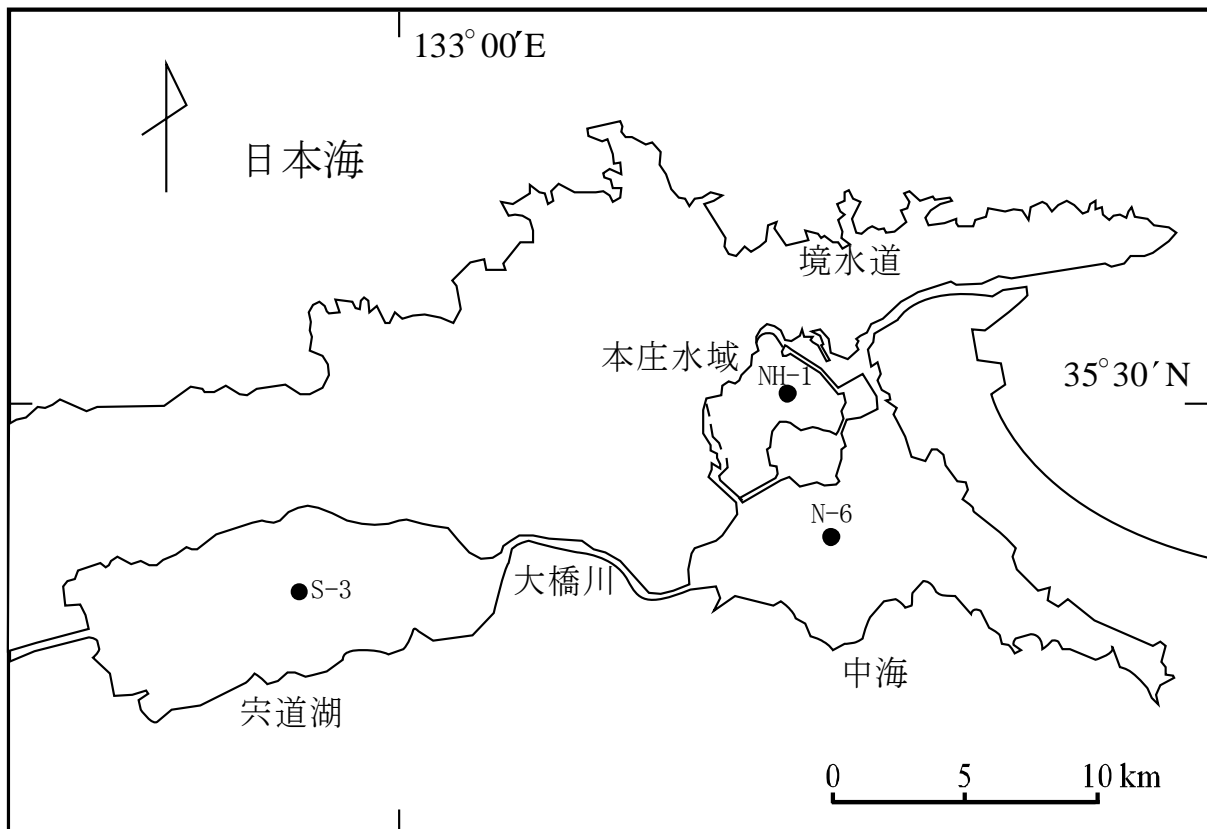 133°00′E
日本海
境水道
本庄水域
NH-1
35°30′N
N-6
S-3
大橋川
中海
宍道湖
0 5 10 km